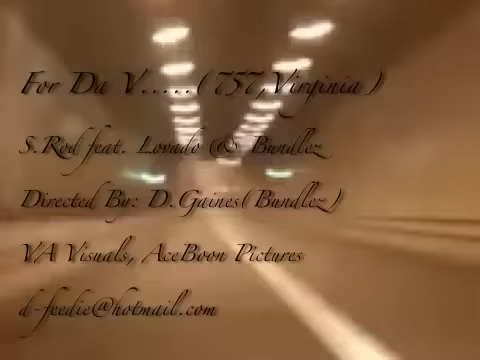 For Da V.....( 757,Virginia )
S.Rod feat. Lovado & Bundlez
Directed By: D.Gaines( Bundlez )
VA Visuals, AceBoon Pictures
d-feedie@hotmail.com